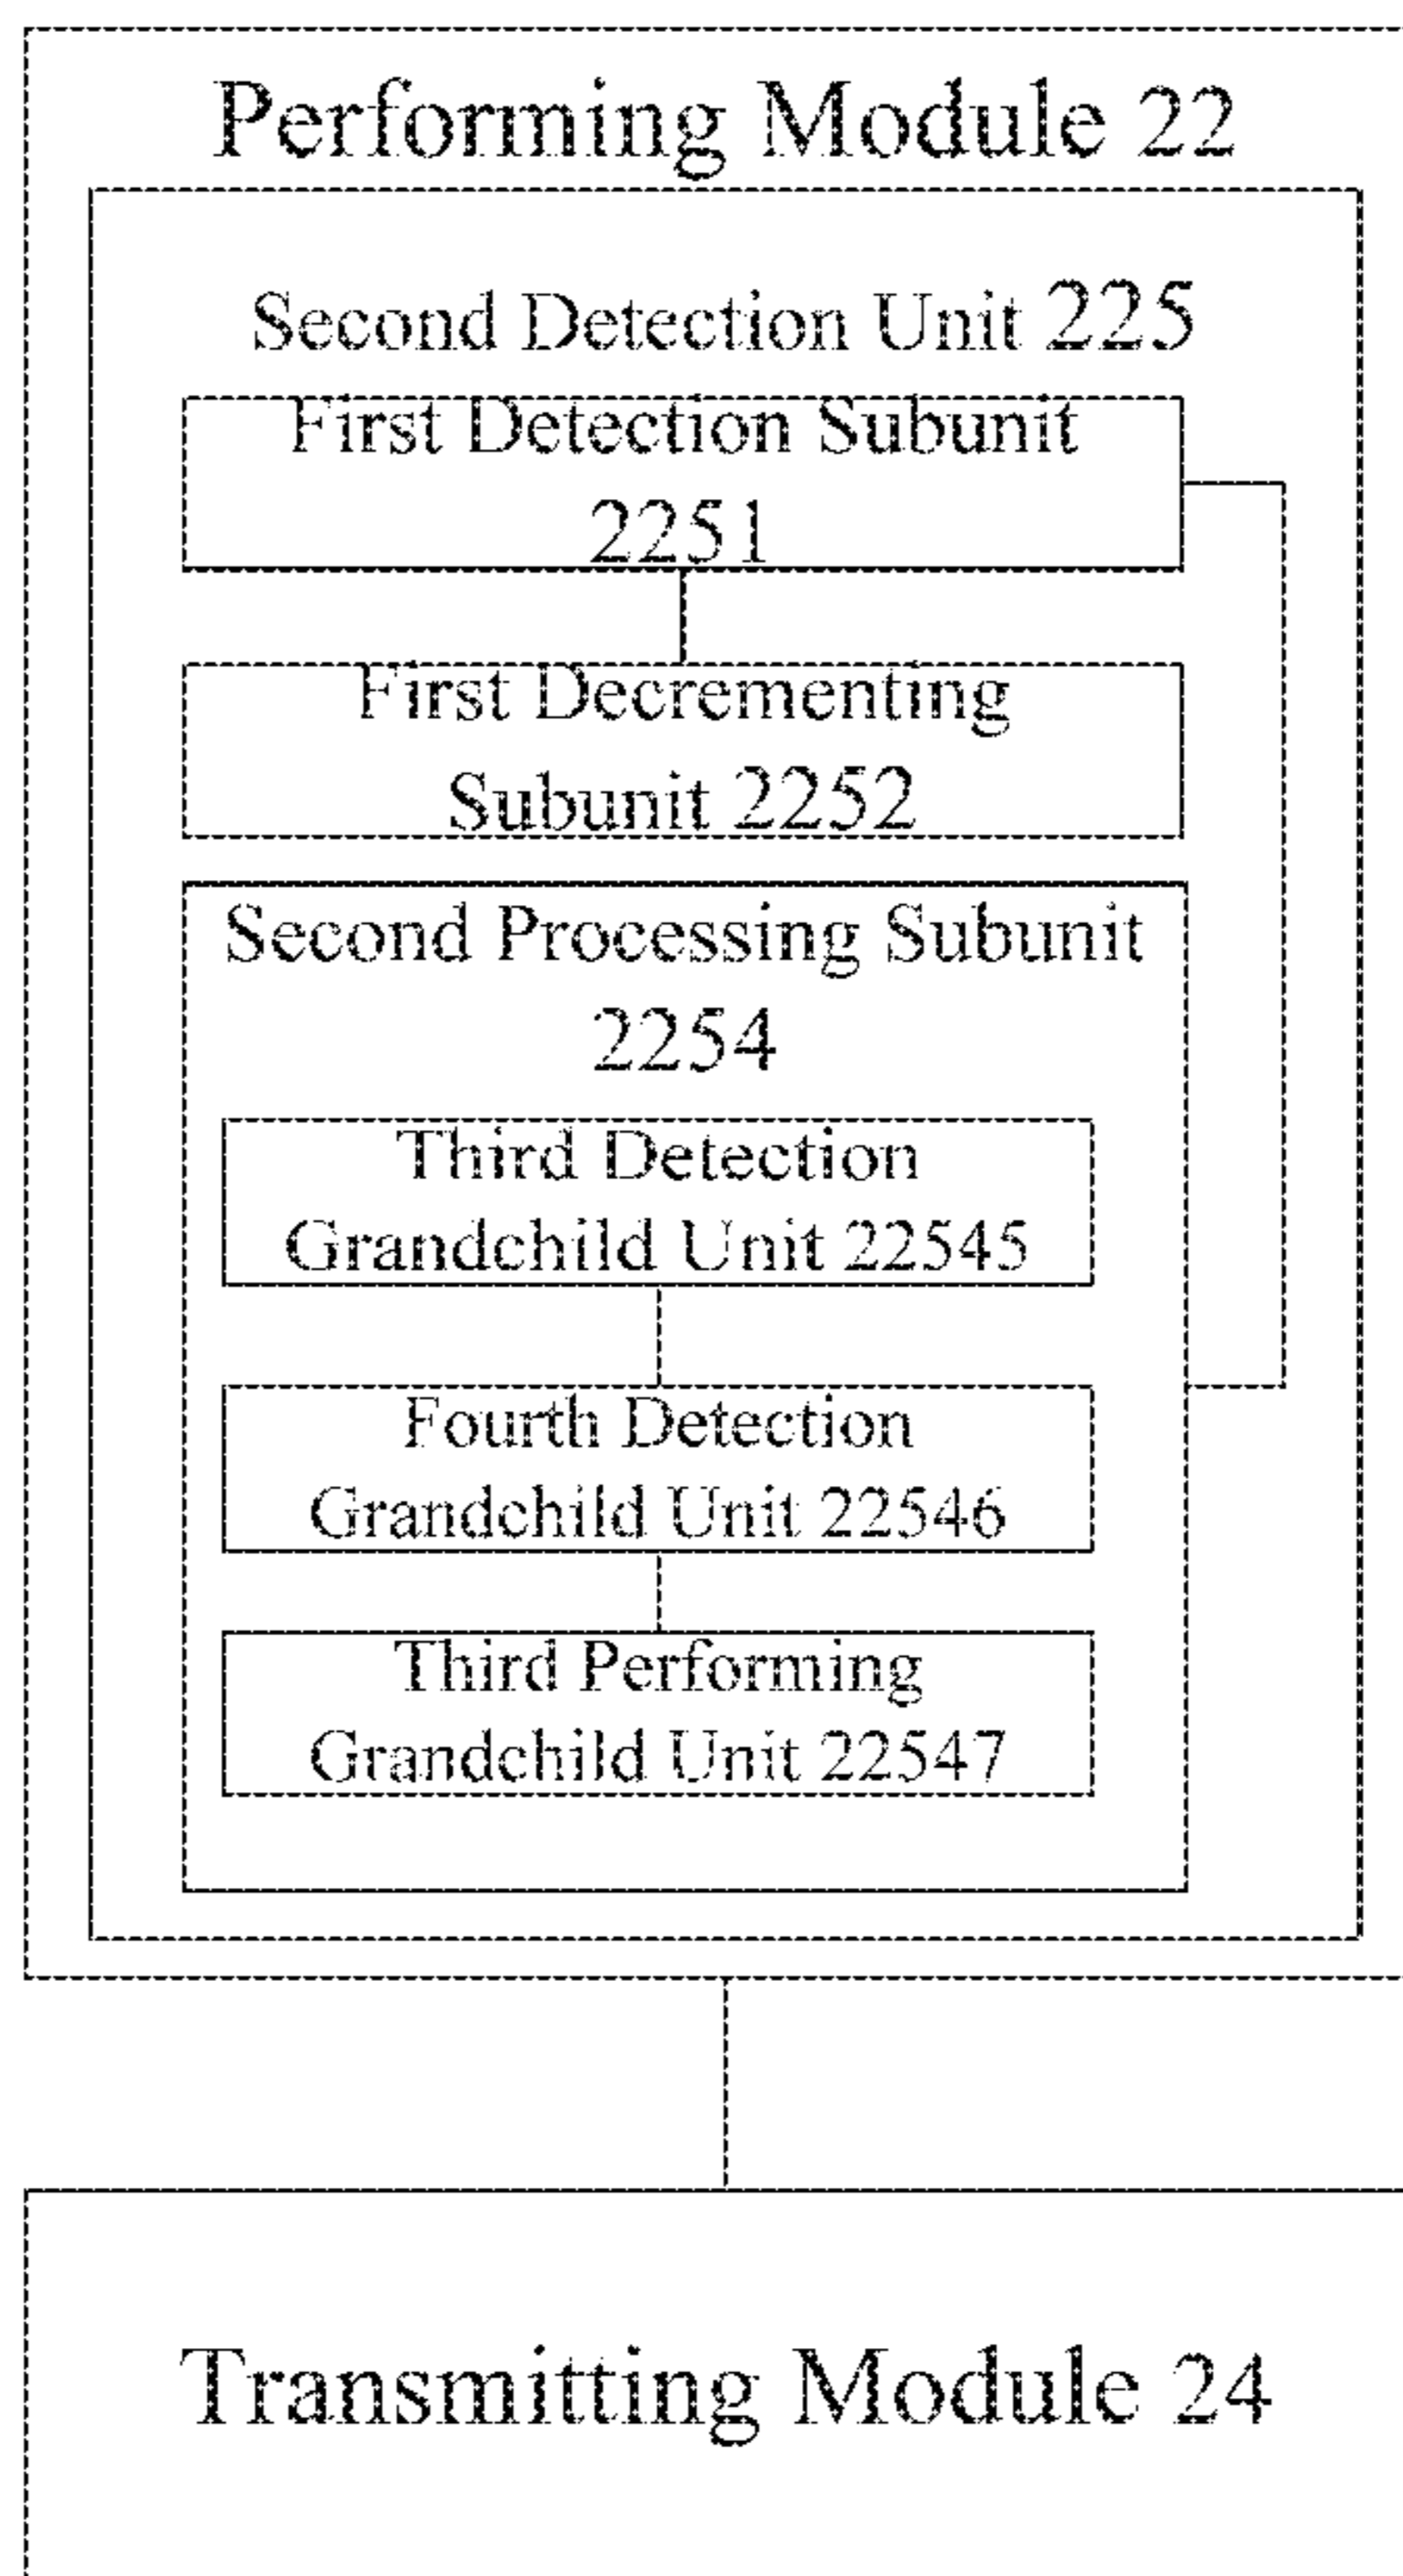 Performing Module 22
Second Detection Unit 225
First Detection Subunit
2251
First Decrementing
Subunit 2252
Second Processing Subunit
2254
Third Detection
Grandchild Unit 22545
Fourth Detection
Grandchild Unit 22546
Third Performing
Grandchild Unit 22547
Transmitting Module 24